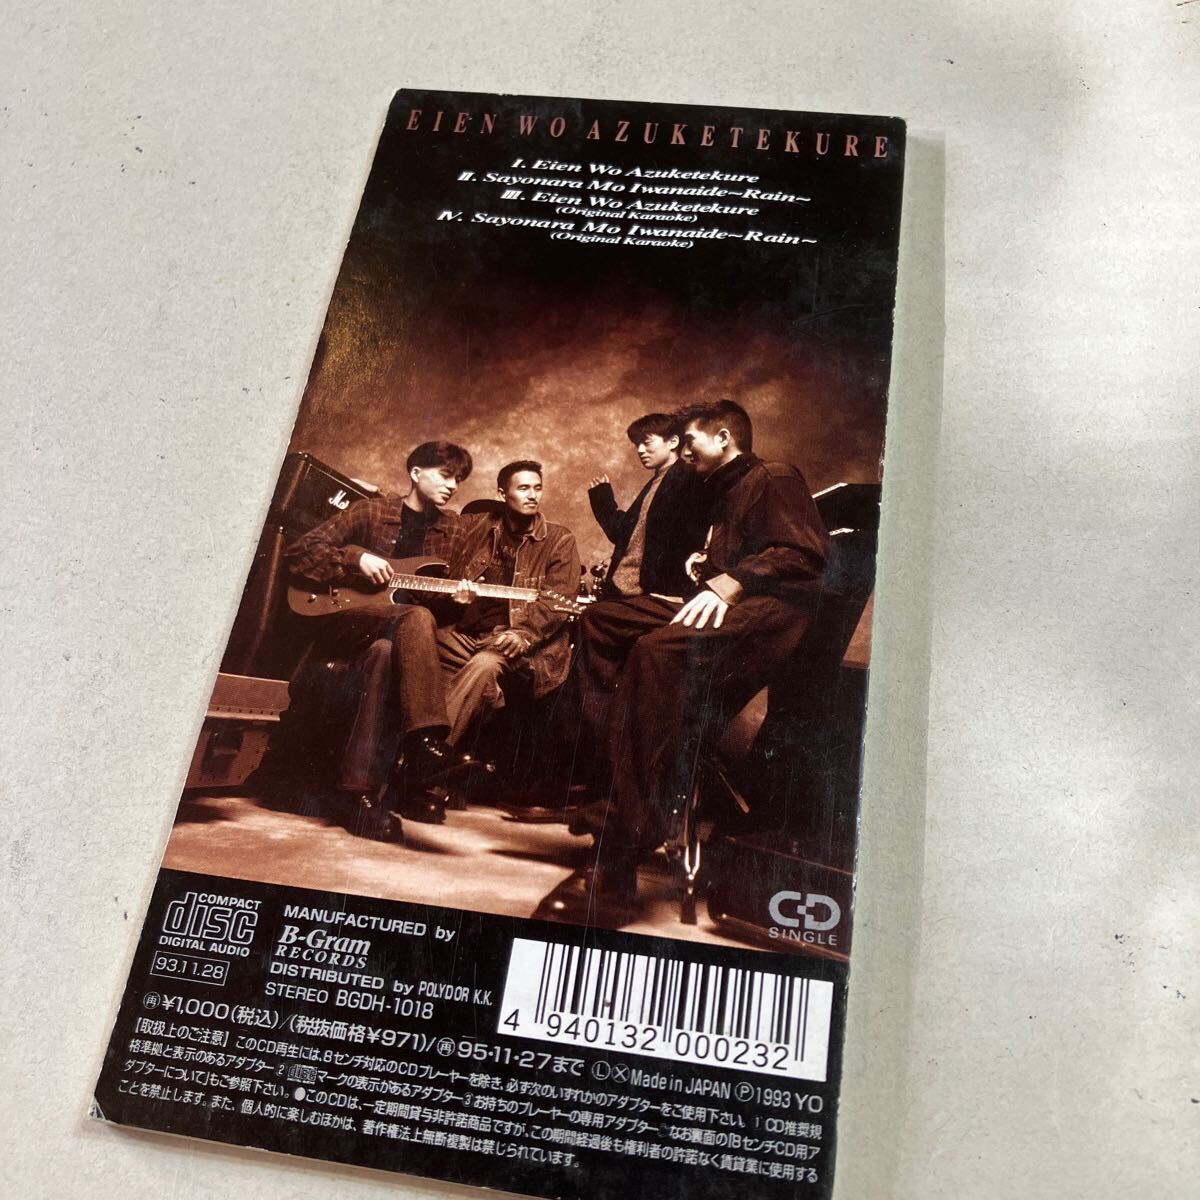 EIEN WO AZUKETEKURE
Ⅰ. Eien Wo Azuketekure
Ⅱ. Sayonara Mo Iwanaide~Rain~
Ⅲ. Eien Wo Azuketekure
(Original Karaoke)
Ⅳ. Sayonara Mo Iwanaide~Rain~
(Original Karaoke)
COMPACT
disc
DIGITAL AUDIO
93.11.28
MANUFACTURED by
B-Gram
RECORDS
DISTRIBUTED by POLYDOR K.K.
STEREO BGDH-1018
CD
SINGLE
4 940132 000232
㊑¥1,000(税込)/(税抜価格¥971)/㊑95・11・27まで ⓁⓍ Made in JAPAN Ⓟ1993 YO
【取扱上のご注意】このCD再生には、8センチ対応のCDプレーヤーを除き、必ず次のいずれかのアダプターをご使用下さい。1 CD推奨規
格準拠と表示のあるアダプター 2 discマークの表示があるアダプター 3 お持ちのプレーヤーの専用アダプター。なお裏面の「8センチCD用ア
ダプターについて」もご参照下さい。●このCDは、一定期間貸与非許諾商品ですが、この期間経過後も権利者の許諾なく賃貸業に使用する
ことを禁止します。また、個人的に楽しむほかは、著作権法上無断複製は禁じられています。